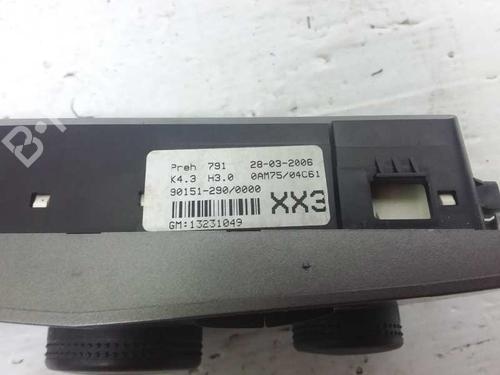 Preh 791 28-03-2006
K4.3 H3.0 0AM75/04C61
90151-290/0000
XX3
GM:13231049